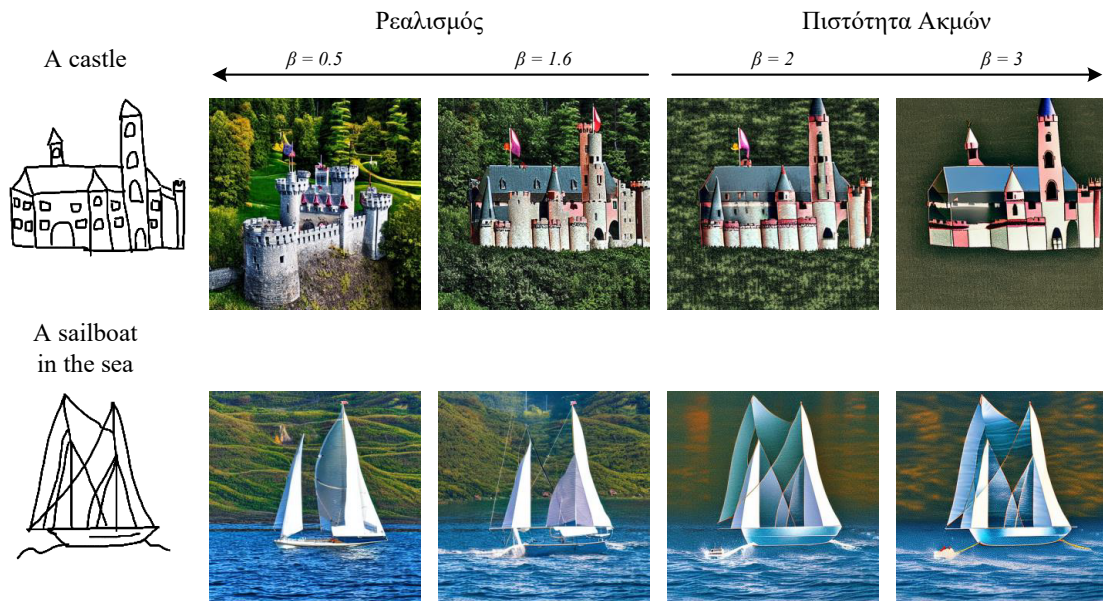 Ρεαλισμός
Πιστότητα Ακμών
A castle
β = 0.5
β = 1.6
β = 2
β = 3
A sailboat
in the sea